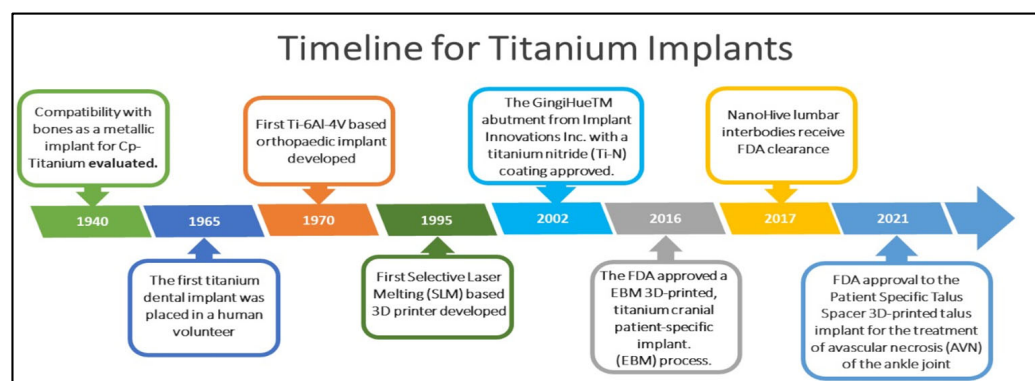 Timeline for Titanium Implants
Compatibility with
bones as a metallic
implant for Cp-
Titanium evaluated.
First Ti-6Al-4V based
orthopaedic implant
developed
The GingiHueTM
abutment from Implant
Innovations Inc. with a
titanium nitride (Ti-N)
coating approved.
NanoHive lumbar
interbodies receive
FDA clearance
1940
1965
1970
1995
2002
2016
2017
2021
The first titanium
dental implant was
placed in a human
volunteer
First Selective Laser
Melting (SLM) based
3D printer developed
The FDA approved a
EBM 3D-printed,
titanium cranial
patient-specific
implant.
(EBM) process.
FDA approval to the
Patient Specific Talus
Spacer 3D-printed talus
implant for the treatment
of avascular necrosis (AVN)
of the ankle joint